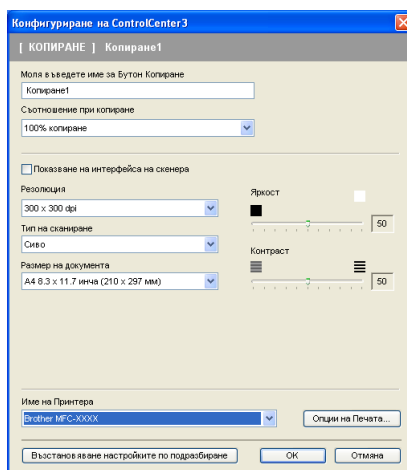 Конфигуриране на ControlCenter3
[ КОПИРАНЕ ] Копиране1
Моля въведете име за Бутон Копиране
Копиране1
Съотношение при копиране
100% копиране
Показване на интерфейса на скенера
Резолюция
300 x 300 dpi
Тип на сканиране
Сиво
Размер на документа
A4 8.3 x 11.7 инча (210 x 297 мм)
Яркост
50
Контраст
50
Име на Принтера
Brother MFC-XXXX
Опции на Печата...
Възстановяване настройките по подразбиране
OK
Отмяна